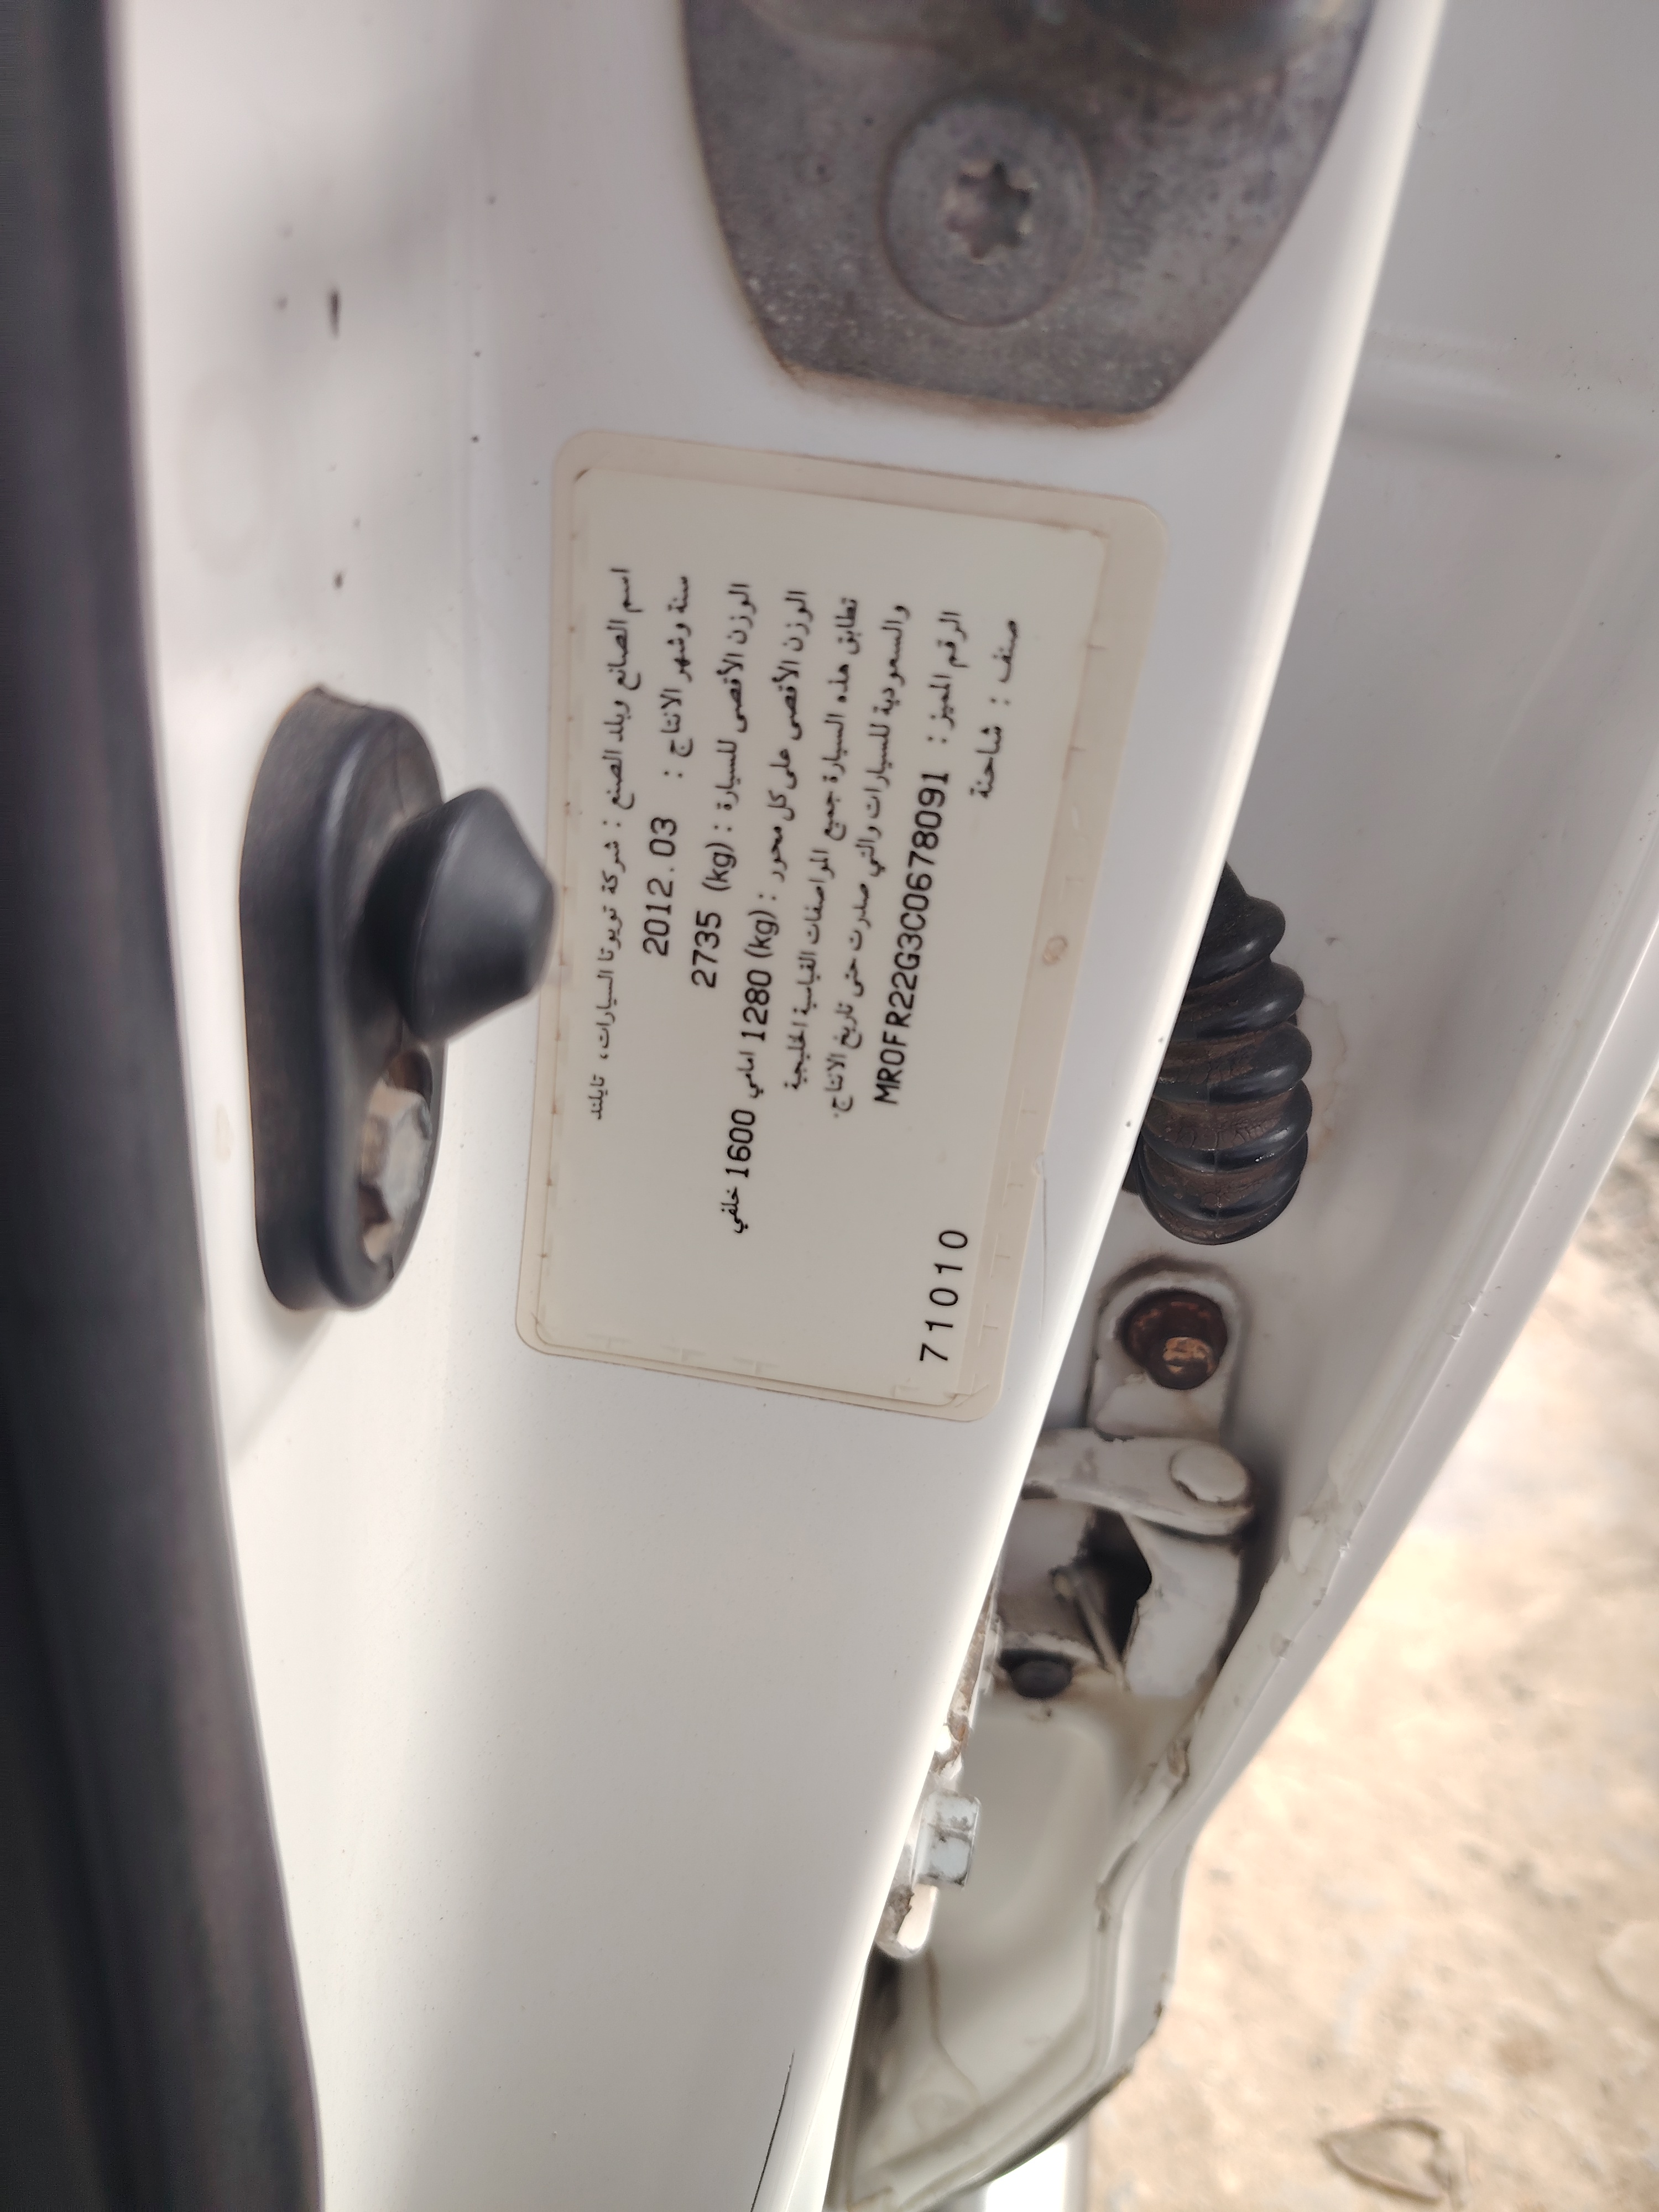 اسم الصانع وبلد الصنع : شركة تويوتا للسيارات، تايلند
سنة وشهر الانتاج : 2012.03
الوزن الأقصى للسيارة : (kg) 2735
الوزن الأقصى على كل محور : (kg) 1280 امامي 1600 خلفي
تطابق هذه السيارة جميع المواصفات القياسية الخليجية
والسعودية للسيارات والتي صدرت حتى تاريخ الانتاج.
الرقم المميز : MR0FR22G3C0678091
صنف : شاحنة
71010